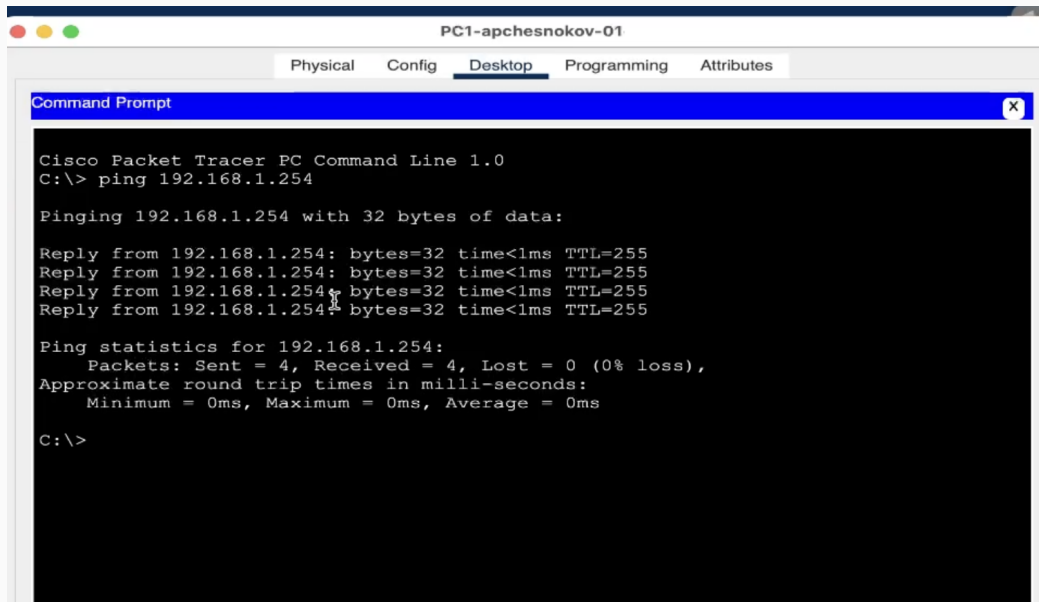 PC1-apchesnokov-01
Physical Config Desktop Programming Attributes
Command Prompt
X
Cisco Packet Tracer PC Command Line 1.0
C:\> ping 192.168.1.254
Pinging 192.168.1.254 with 32 bytes of data:
Reply from 192.168.1.254: bytes=32 time<1ms TTL=255
Reply from 192.168.1.254: bytes=32 time<1ms TTL=255
Reply from 192.168.1.254: bytes=32 time<1ms TTL=255
Reply from 192.168.1.254: bytes=32 time<1ms TTL=255
Ping statistics for 192.168.1.254:
Packets: Sent = 4, Received = 4, Lost = 0 (0% loss),
Approximate round trip times in milli-seconds:
Minimum = 0ms, Maximum = 0ms, Average = 0ms
C:\>